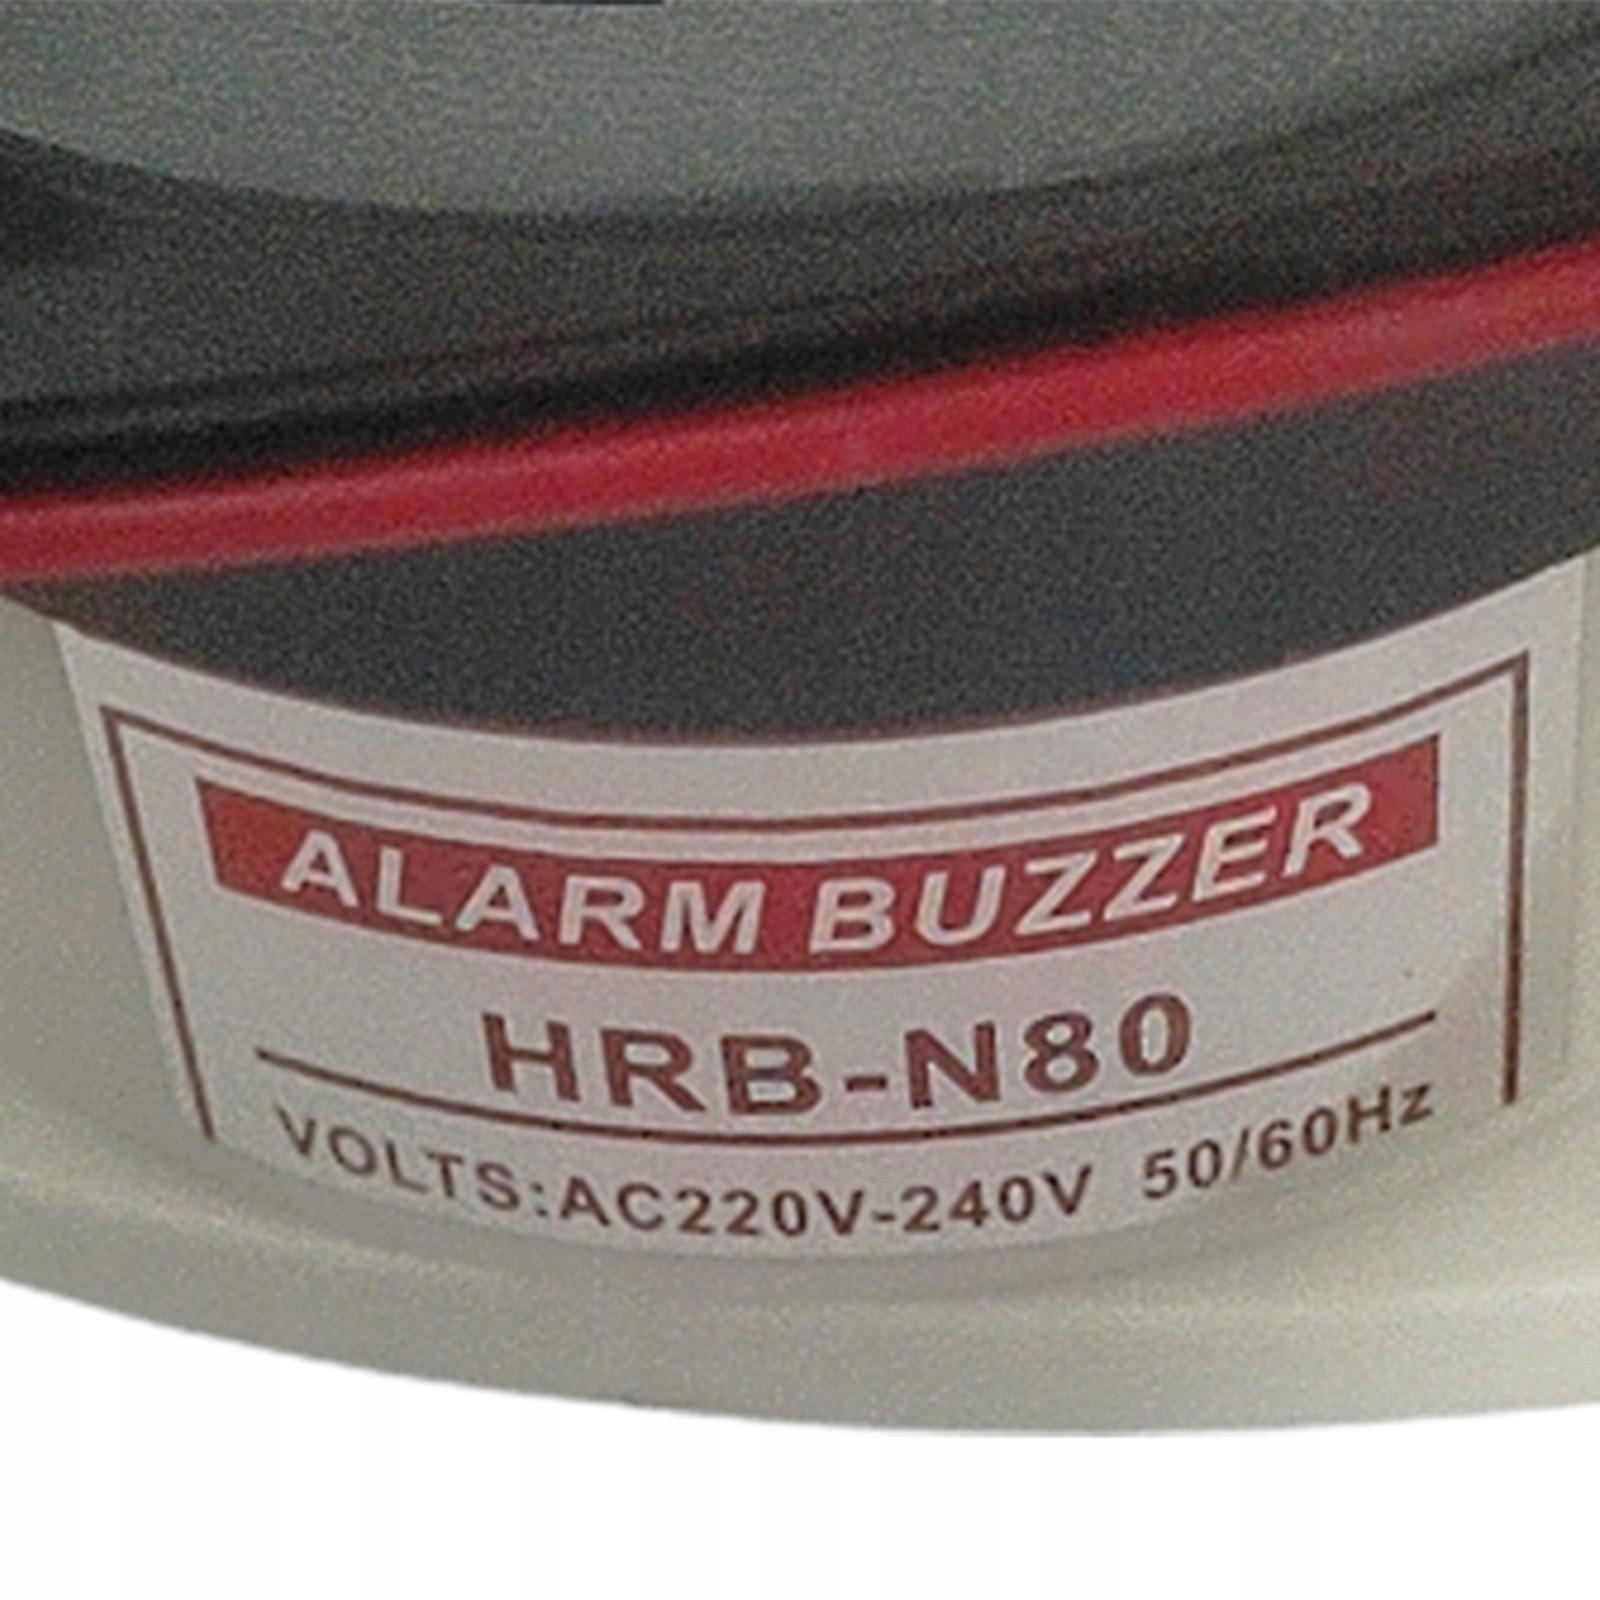 ALARM BUZZER
HRB-N80
VOLTS:AC220V-240V 50/60Hz